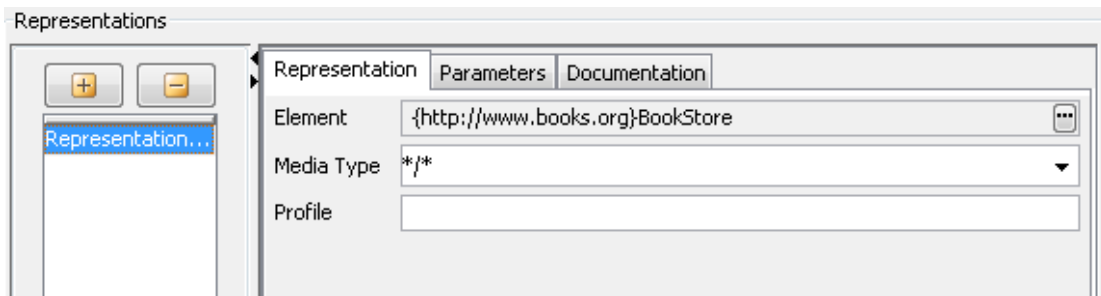 Representations
Representation Parameters Documentation
Element {http://www.books.org}BookStore
Representation...
Media Type */*
Profile